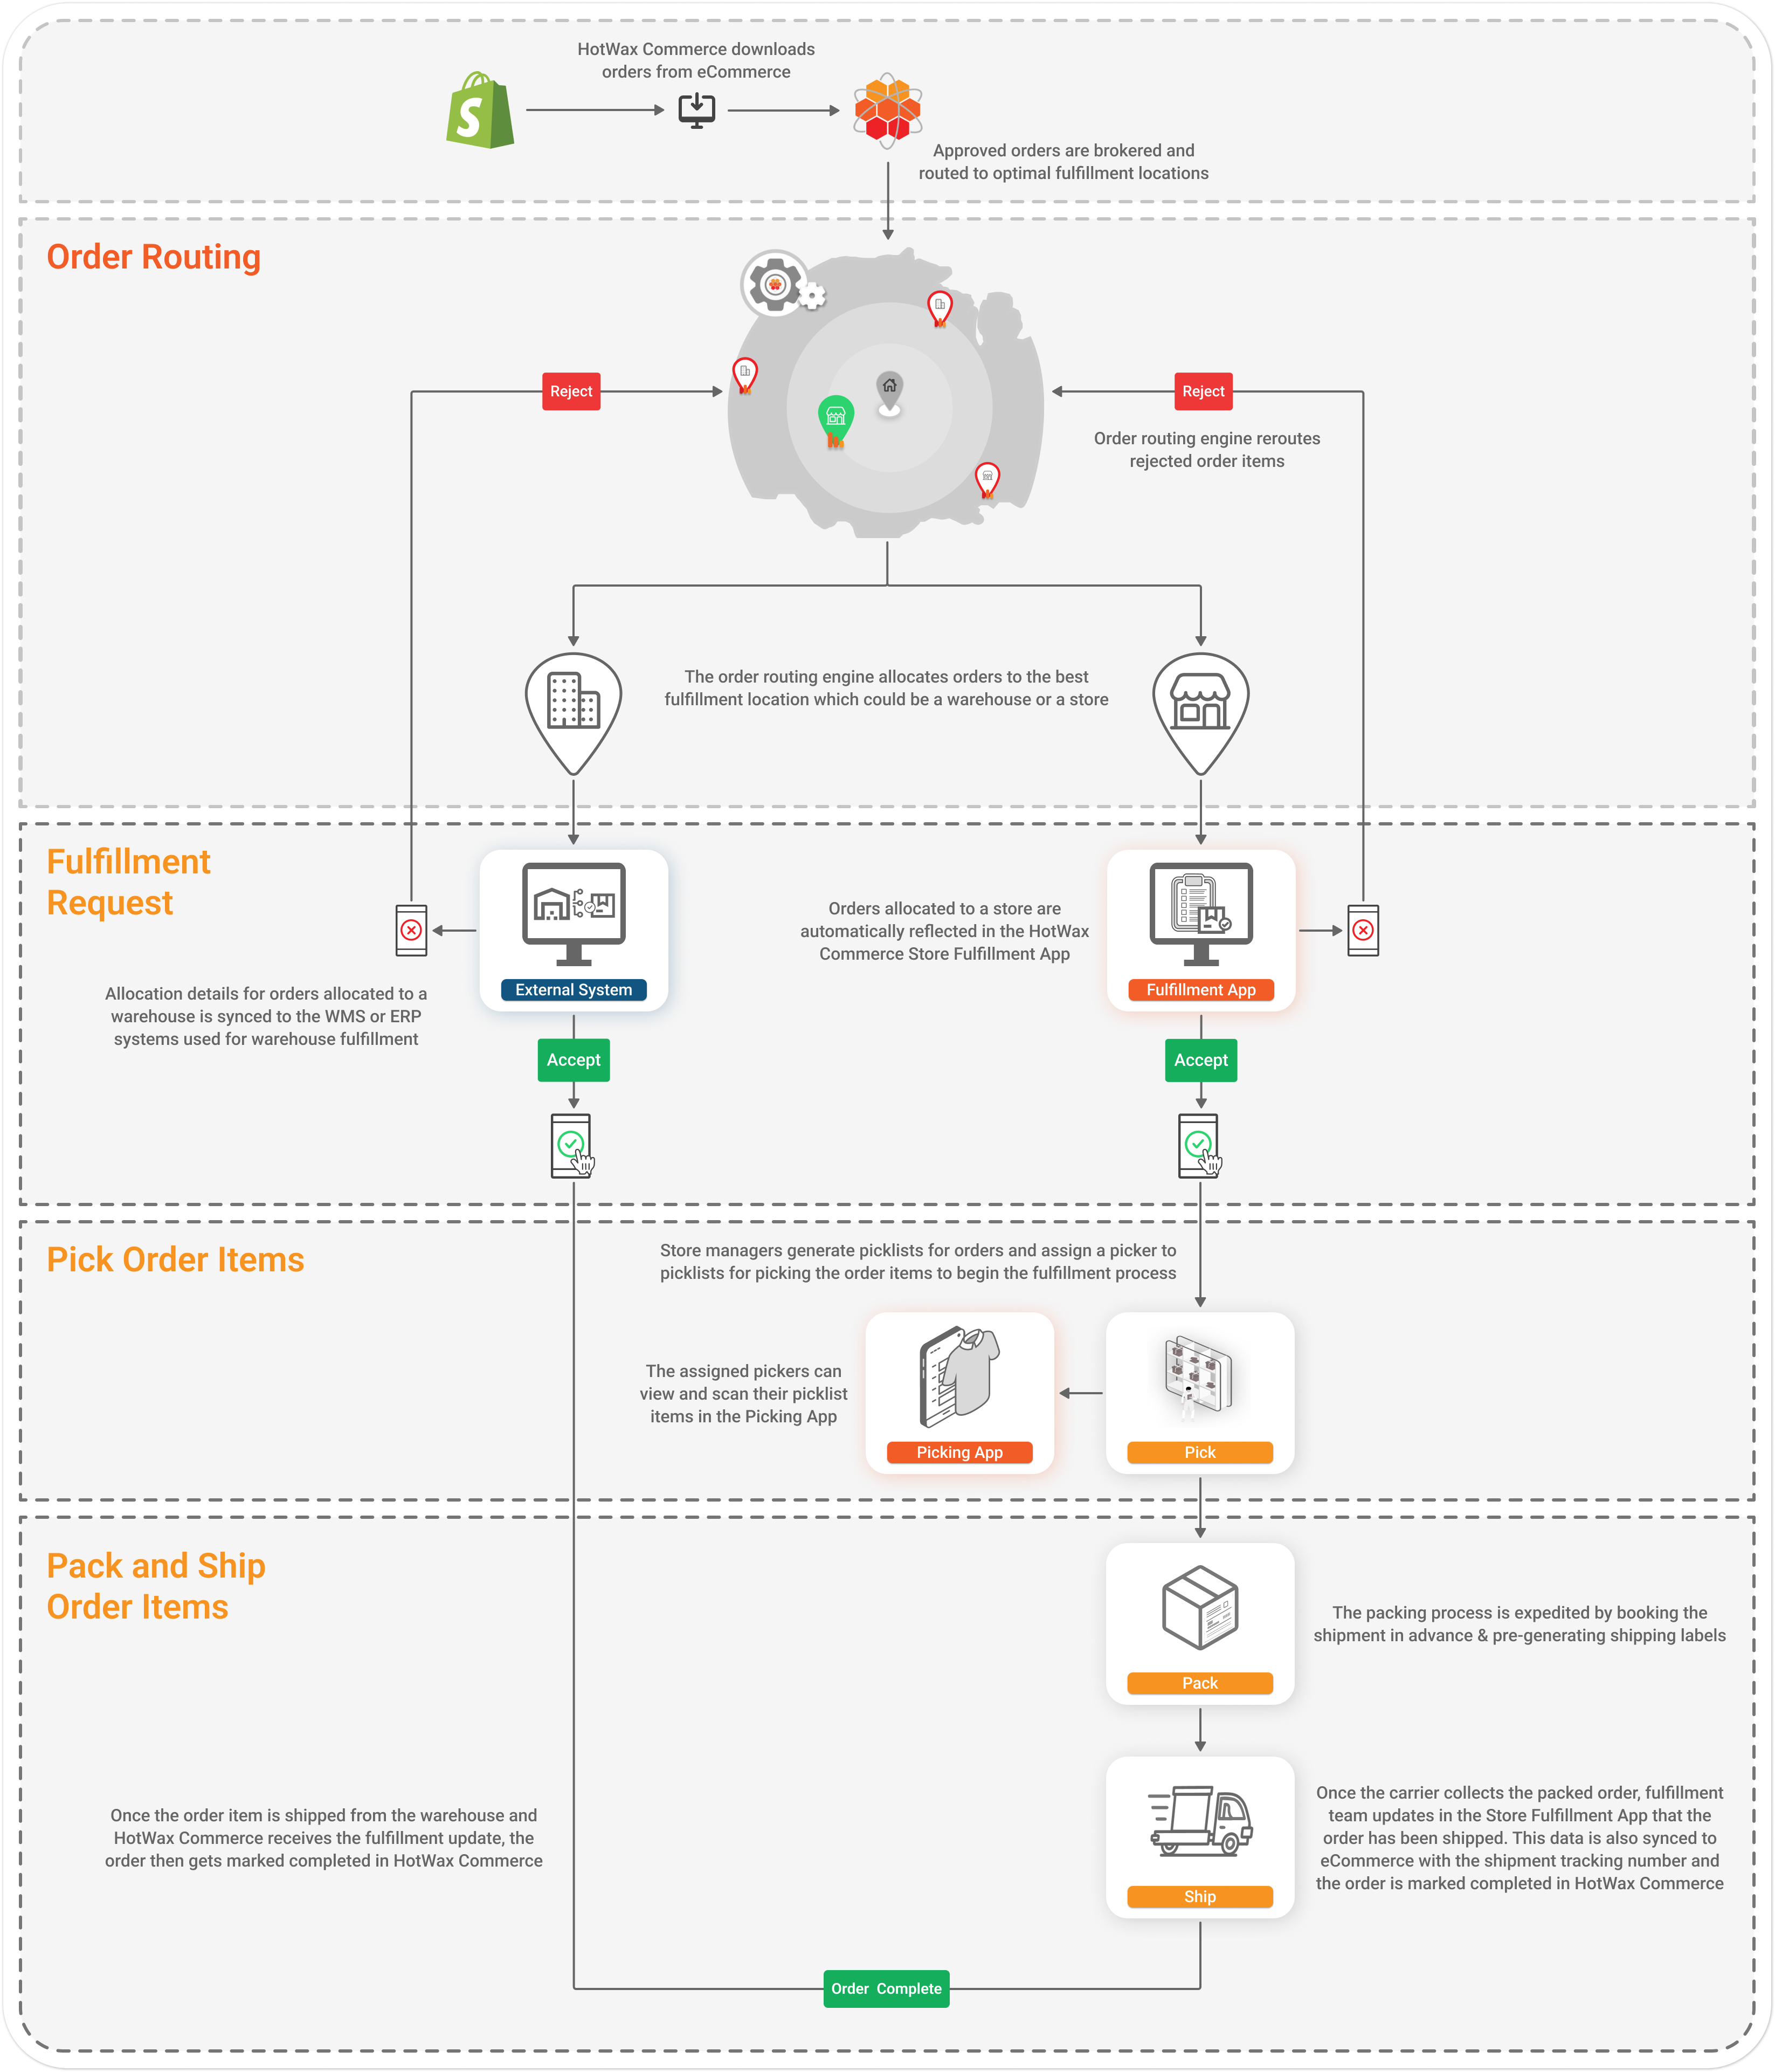 HotWax Commerce downloads
orders from eCommerce
S
Approved orders are brokered and
routed to optimal fulfillment locations
Order Routing
Reject
Reject
Order routing engine reroutes
rejected order items
The order routing engine allocates orders to the best
fulfillment location which could be a warehouse or a store
Fulfillment
Request
Orders allocated to a store are
automatically reflected in the HotWax
Commerce Store Fulfillment App
External System
Fulfillment App
Allocation details for orders allocated to a
warehouse is synced to the WMS or ERP
systems used for warehouse fulfillment
Accept
Accept
Pick Order Items
Store managers generate picklists for orders and assign a picker to
picklists for picking the order items to begin the fulfillment process
The assigned pickers can
view and scan their picklist
items in the Picking App
Picking App
Pick
Pack and Ship
Order Items
The packing process is expedited by booking the
shipment in advance & pre-generating shipping labels
Pack
Once the order item is shipped from the warehouse and
HotWax Commerce receives the fulfillment update, the
order then gets marked completed in HotWax Commerce
Once the carrier collects the packed order, fulfillment
team updates in the Store Fulfillment App that the
order has been shipped. This data is also synced to
eCommerce with the shipment tracking number and
the order is marked completed in HotWax Commerce
Ship
Order Complete